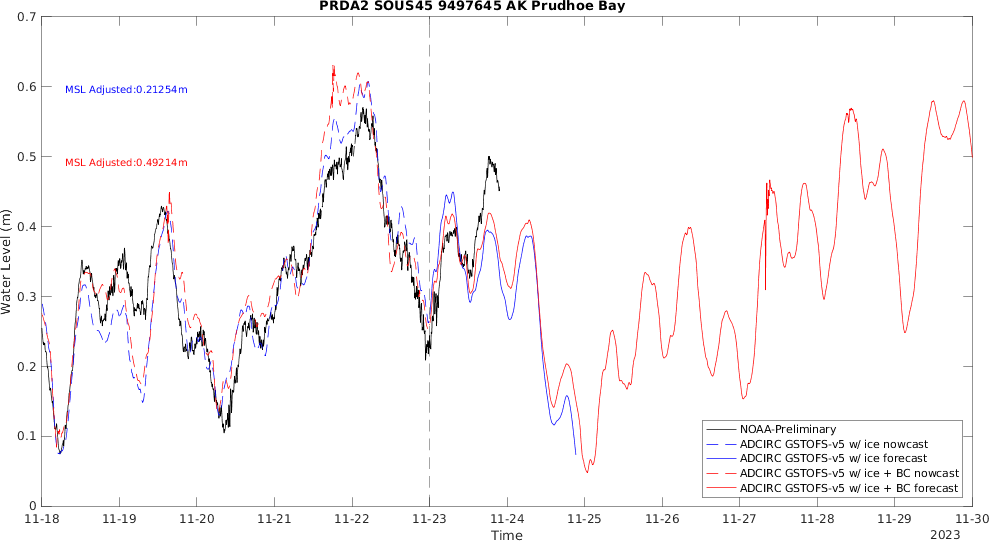 PRDA2 SOUS45 9497645 AK Prudhoe Bay
0.7
0.6
0.5
0.4
0.3
0.2
0.1
0
Water Level (m)
MSL Adjusted:0.21254m
MSL Adjusted:0.49214m
NOAA-Preliminary
ADCIRC GSTOFS-v5 w/ ice nowcast
ADCIRC GSTOFS-v5 w/ ice forecast
ADCIRC GSTOFS-v5 w/ ice + BC nowcast
ADCIRC GSTOFS-v5 w/ ice + BC forecast
11-18 11-19 11-20 11-21 11-22 11-23 11-24 11-25 11-26 11-27 11-28 11-29 11-30
Time
2023